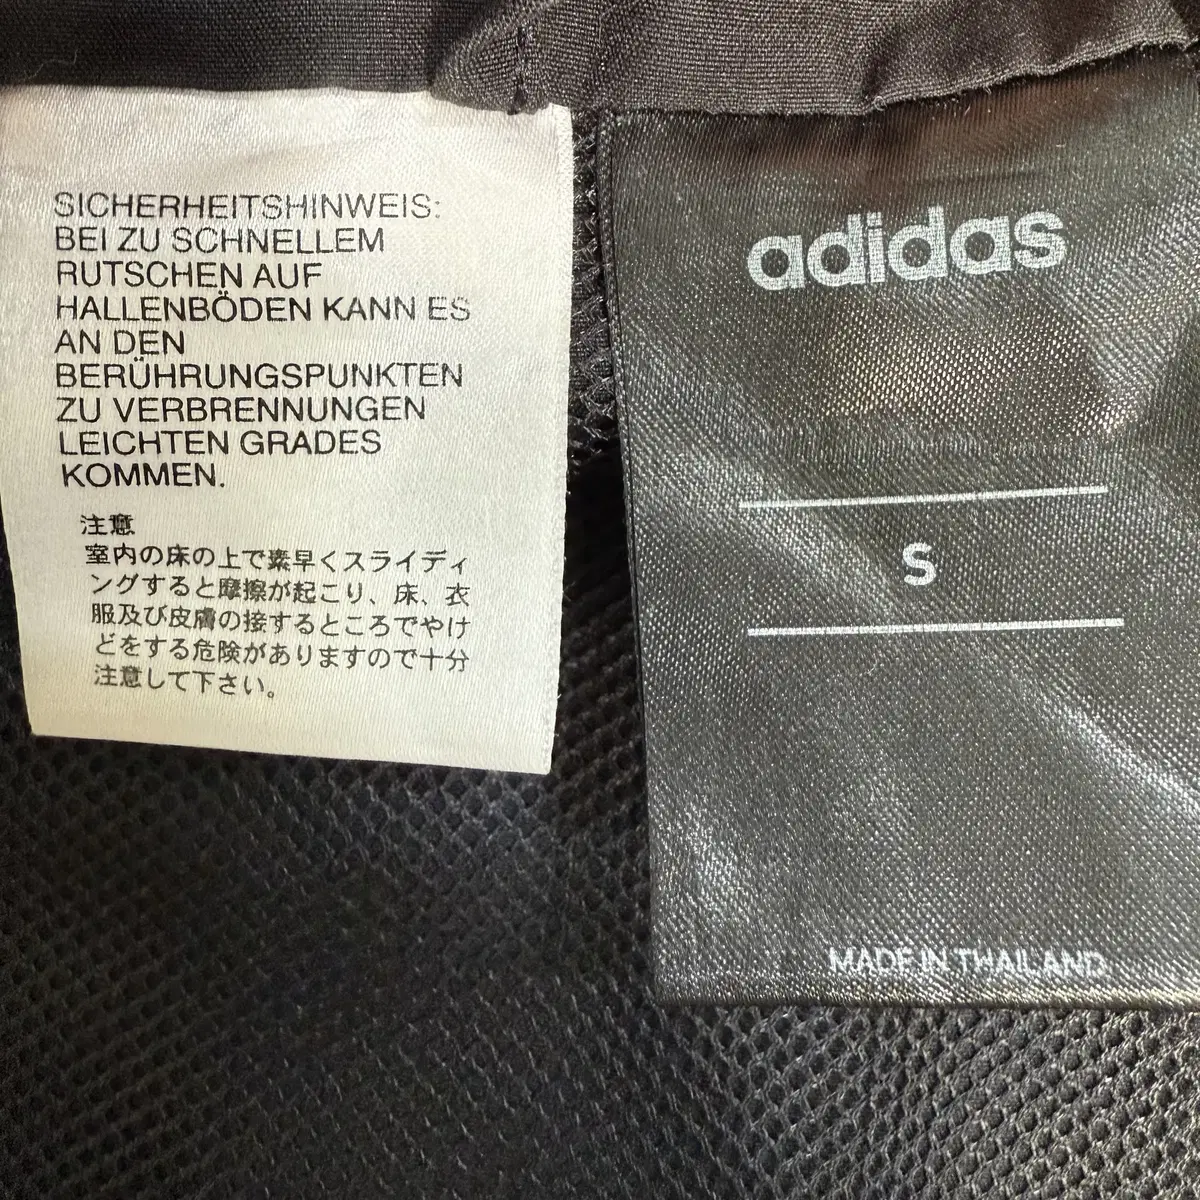 SICHERHEITSHINWEIS:
BEI ZU SCHNELLEM
RUTSCHEN AUF
HALLENBÖDEN KANN ES
AN DEN
BERÜHRUNGSPUNKTEN
ZU VERBRENNUNGEN
LEICHTEN GRADES
KOMMEN.
注意
室内の床の上で素早くスライディ
ングすると摩擦が起こり、床、衣
服及び皮膚の接するところでやけ
どをする危険がありますので十分
注意して下さい。
adidas
S
MADE IN THAILAND